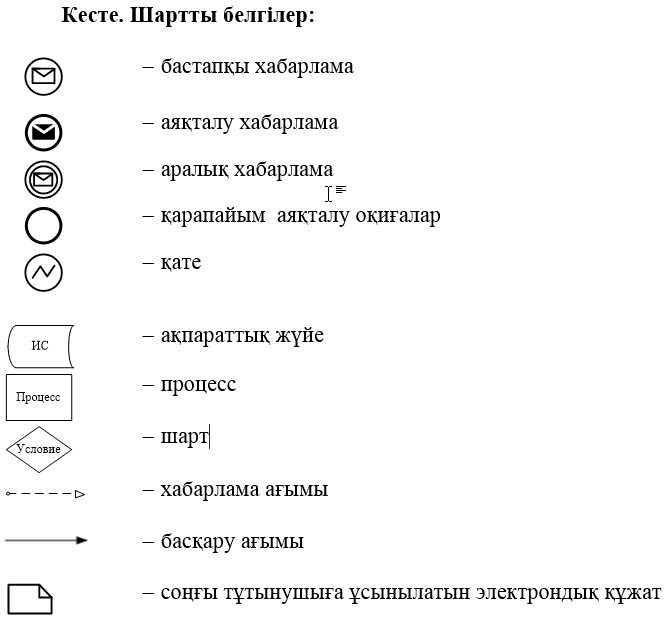 Кесте. Шартты белгілер:
– бастапқы хабарлама
– аяқталу хабарлама
– аралық хабарлама
– қарапайым  аяқталу оқиғалар
– қате
ИС – ақпараттық жүйе
Процесс – процесс
Условие – шарт
– хабарлама ағымы
– басқару ағымы
– соңғы тұтынушыға ұсынылатын электрондық құжат